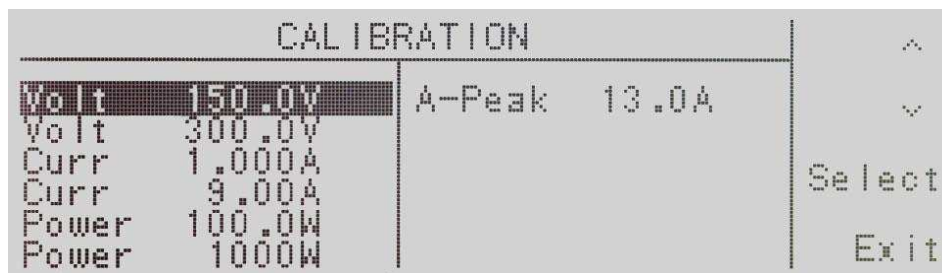 CALIBRATION
Volt 150.0V
Volt 300.0V
Curr 1.000A
Curr 9.00A
Power 100.0W
Power 1000W
A-Peak 13.0A
^
v
Select
Exit